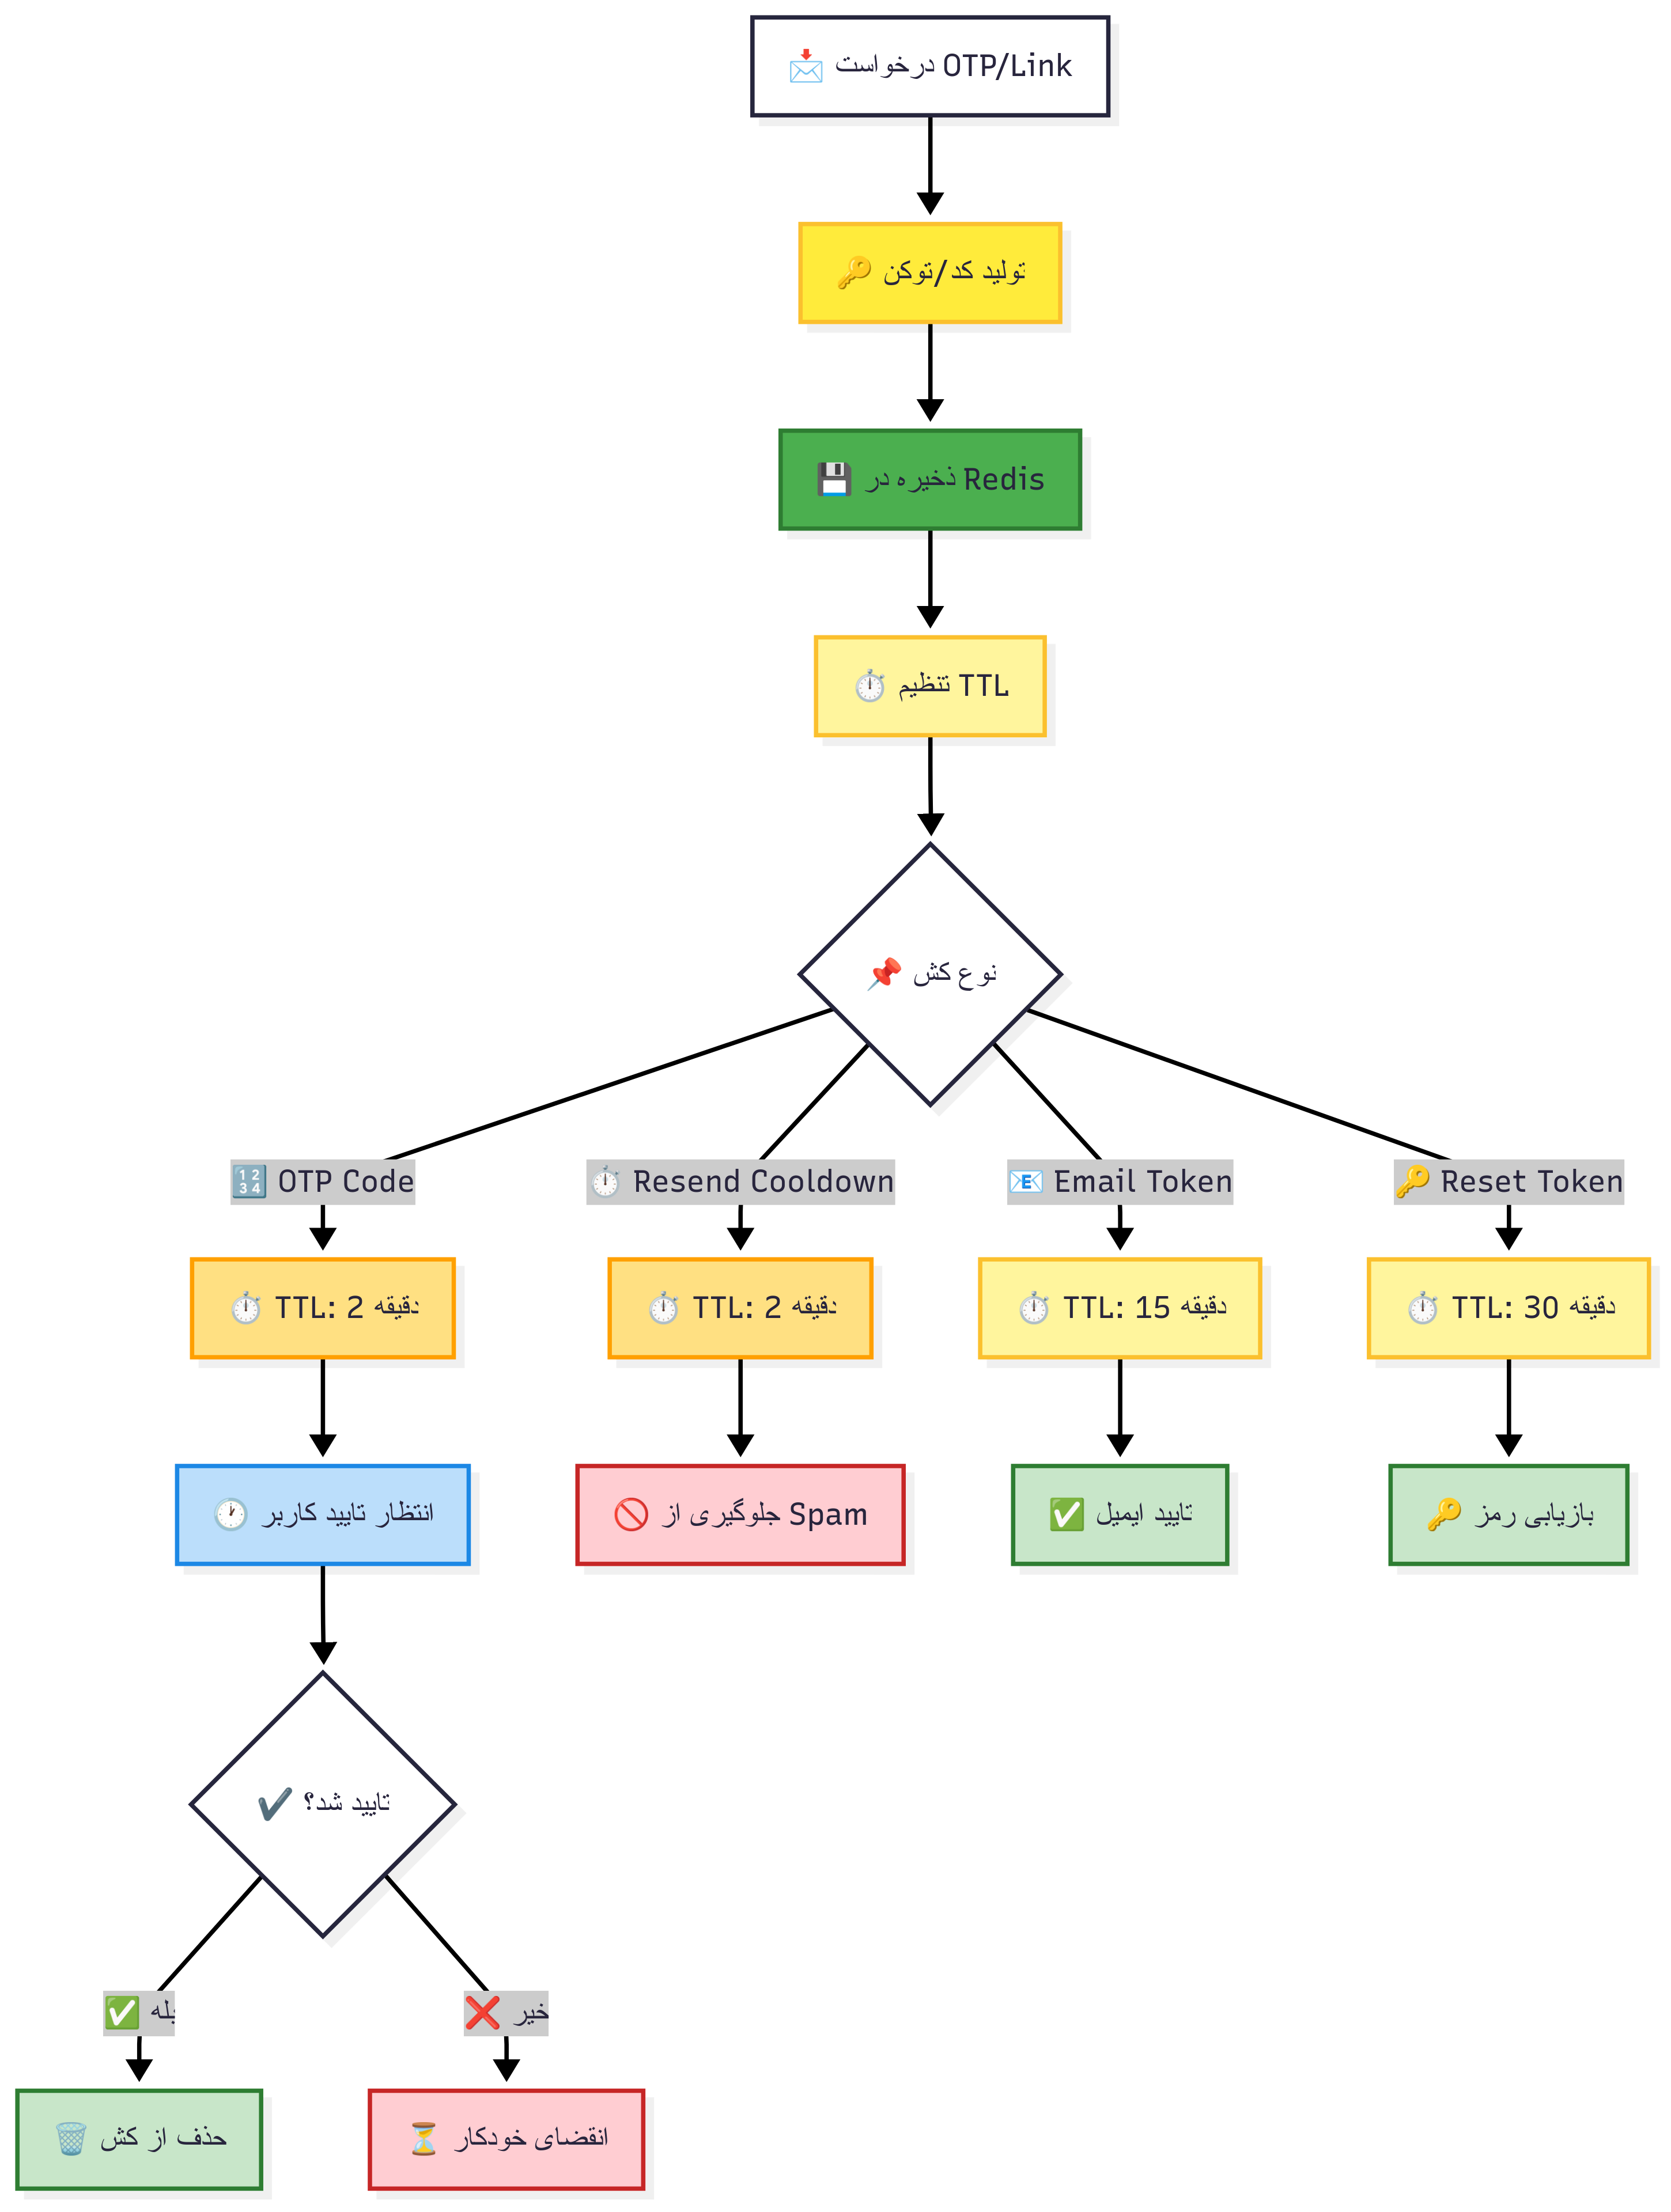 📩 درخواست OTP/Link
🔑 تولید کد/توکن
💾 ذخیره در Redis
⏱️ تنظیم TTL
📌 نوع کش
🔢 OTP Code
⏱️ Resend Cooldown
📧 Email Token
🔑 Reset Token
⏱️ TTL: 2 دقیقه
⏱️ TTL: 2 دقیقه
⏱️ TTL: 15 دقیقه
⏱️ TTL: 30 دقیقه
🕐 انتظار تایید کاربر
🚫 جلوگیری از Spam
✅ تایید ایمیل
🔑 بازیابی رمز
✔️ تایید شد؟
✅ بله
❌ خیر
🗑️ حذف از کش
⏳ انقضای خودکار